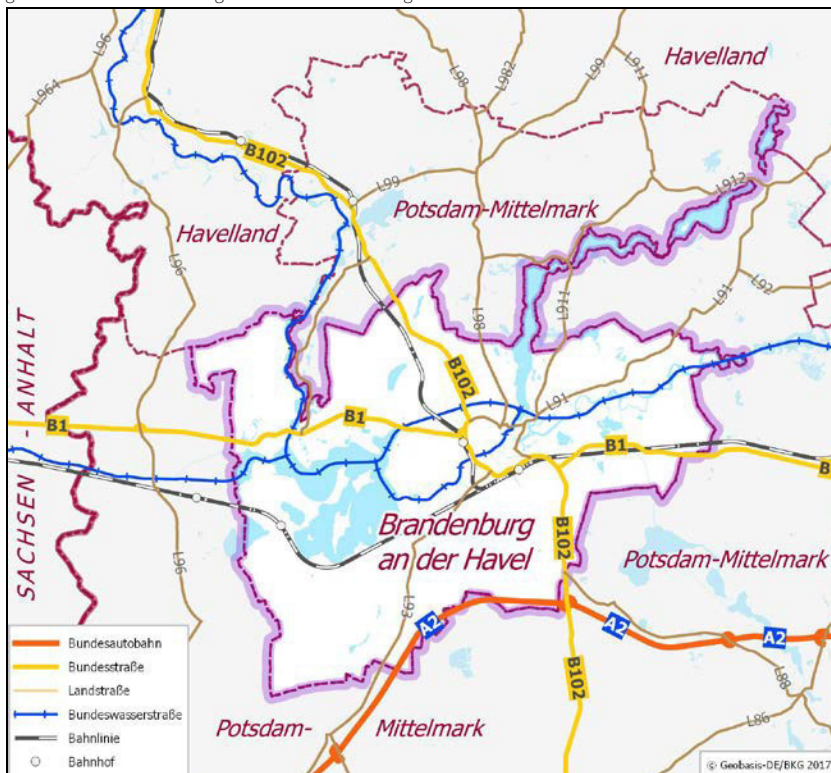 L96
L964
L98
L982
L99
L911
Havelland
B102
L99
L912
Potsdam-Mittelmark
Havelland
L96
L911
L91
L92
L98
SACHSEN - ANHALT
B102
L91
B1
B1
B1
B
Brandenburg
an der Havel
B102
Potsdam-Mittelmark
L96
L93
A2
A2
A2
B102
L88
L86
Potsdam-
Mittelmark
Bundesautobahn
Bundesstraße
Landstraße
Bundeswasserstraße
Bahnlinie
Bahnhof
© Geobasis-DE/BKG 2017